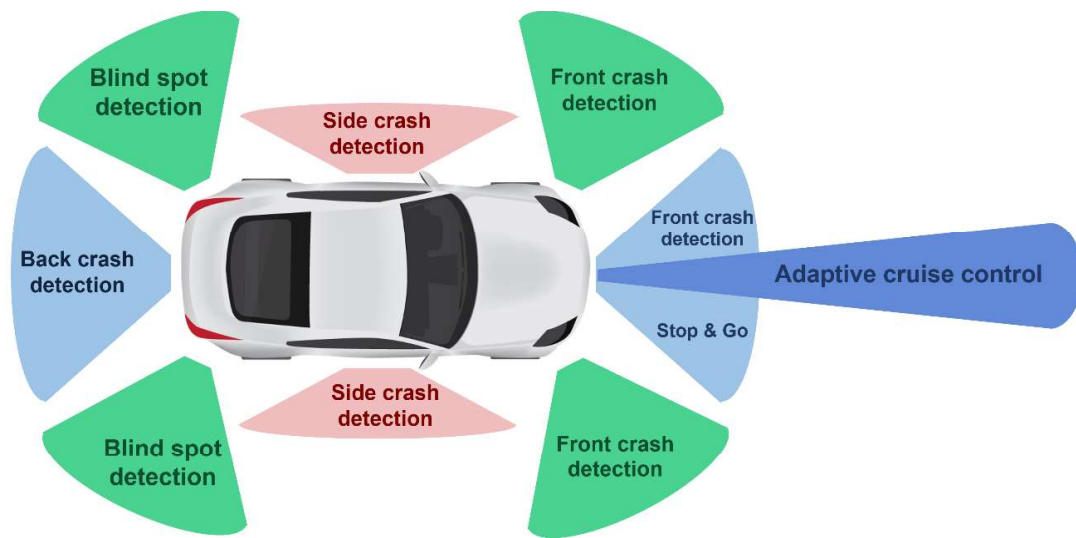 Blind spot
detection
Front crash
detection
Side crash
detection
Back crash
detection
Front crash
detection
Adaptive cruise control
Stop & Go
Side crash
detection
Blind spot
detection
Front crash
detection